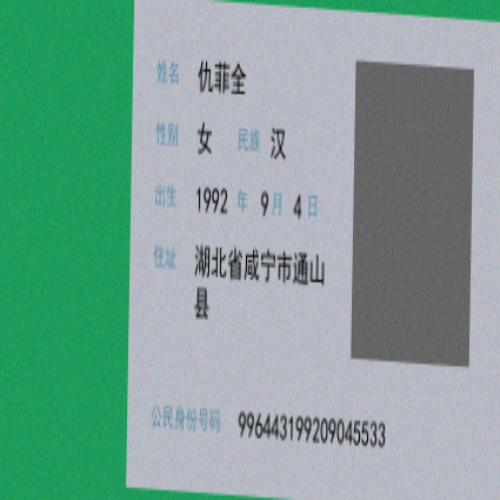 姓名 仇菲全
性别 女 民族 汉
出生 1992 年 9 月 4 日
住址 湖北省咸宁市通山
县
公民身份号码 996443199209045533